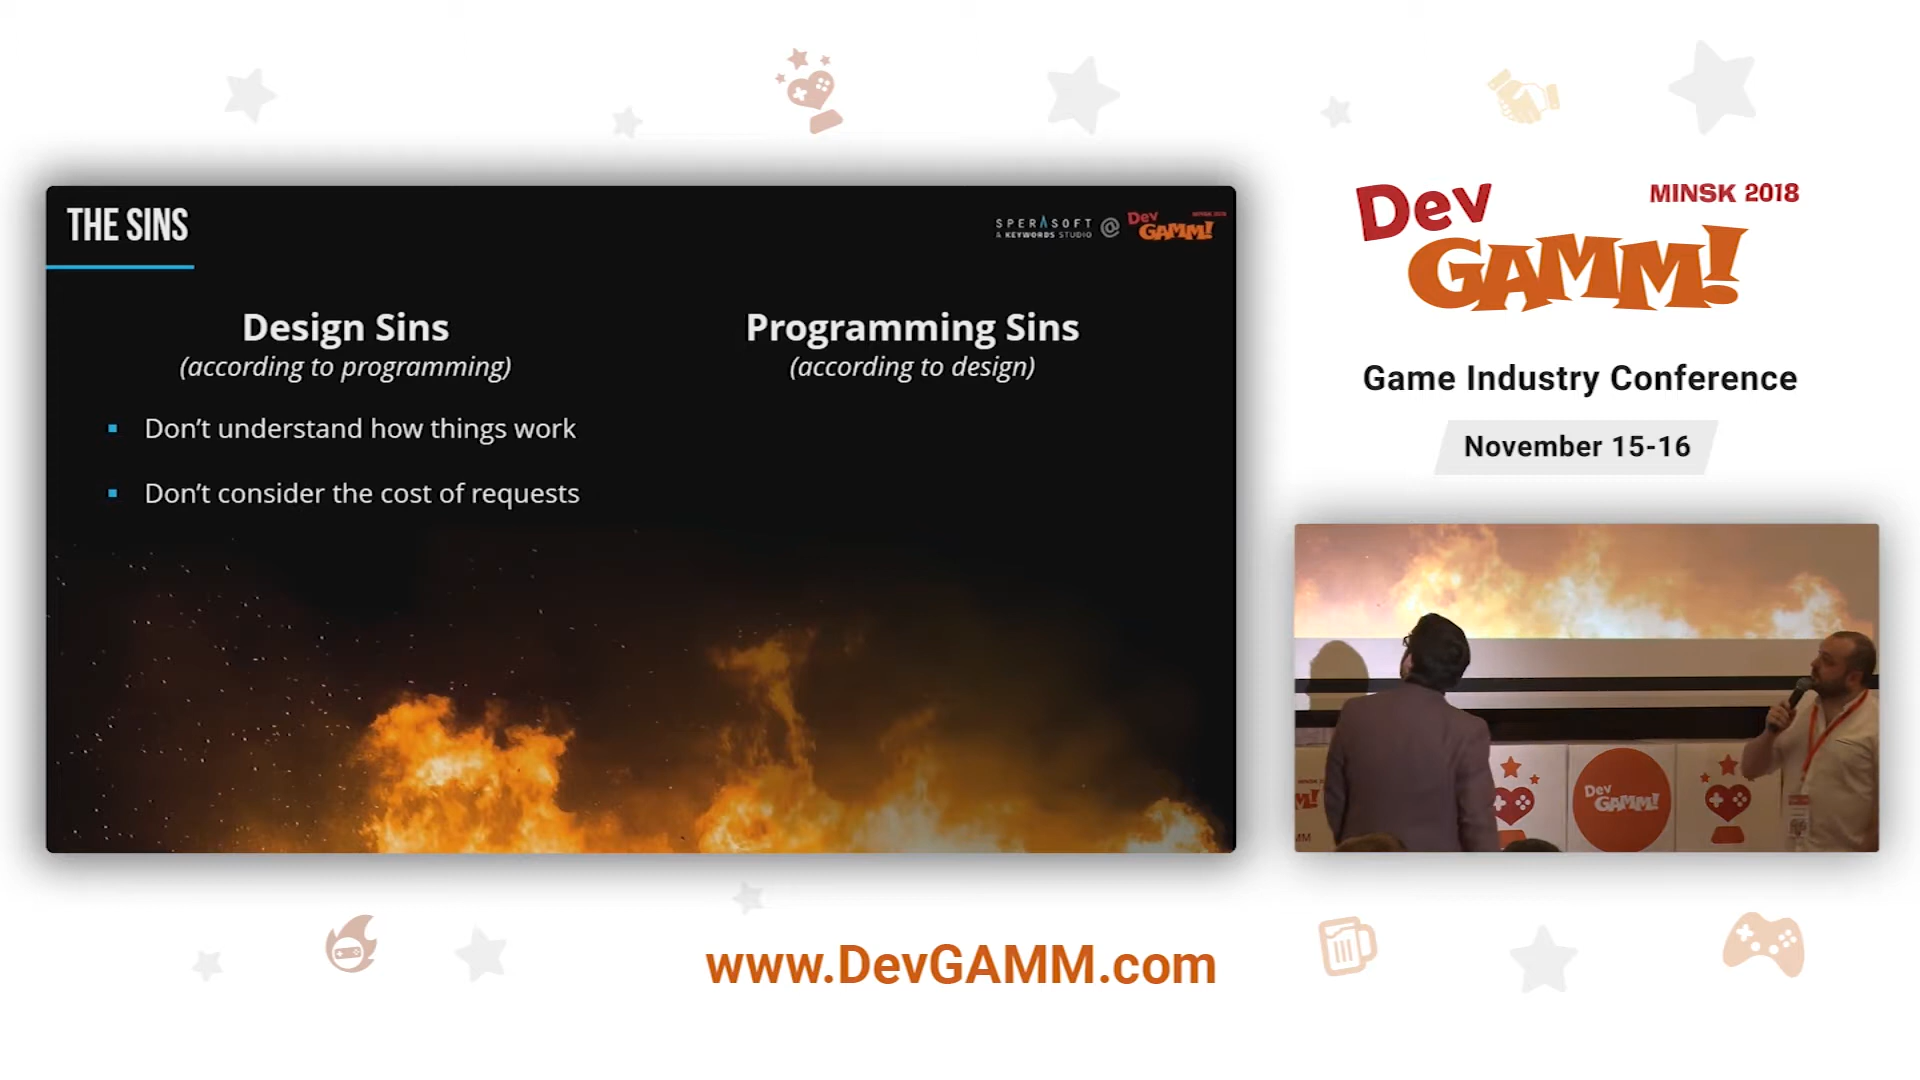 THE SINS
SPERASOFT
A KEYWORDS STUDIO
@
Dev
GAMM!
MINSK 2018
Design Sins
(according to programming)
Don't understand how things work
Don't consider the cost of requests
Programming Sins
(according to design)
Dev
GAMM!
MINSK 2018
Game Industry Conference
November 15-16
Dev
GAMM!
www.DevGAMM.com